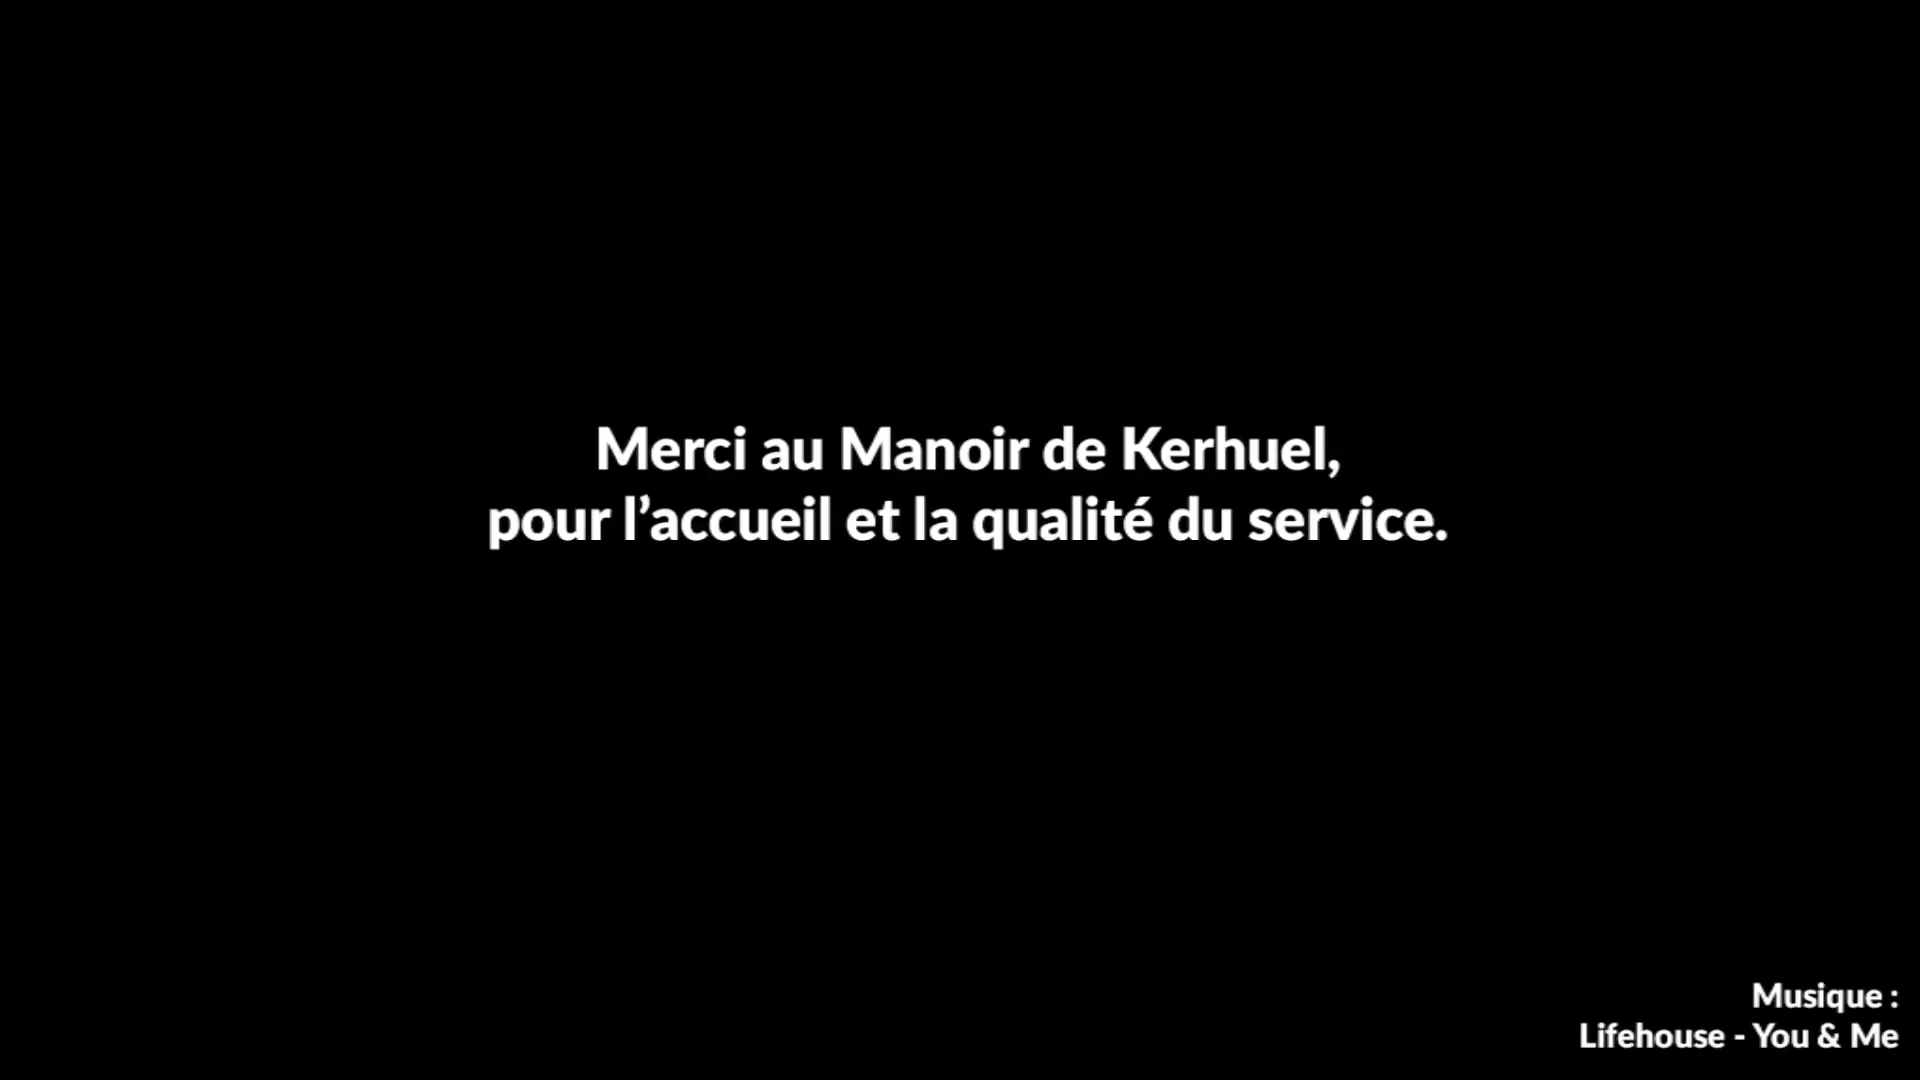 Merci au Manoir de Kerhuel,
pour l’accueil et la qualité du service.
Musique :
Lifehouse - You & Me